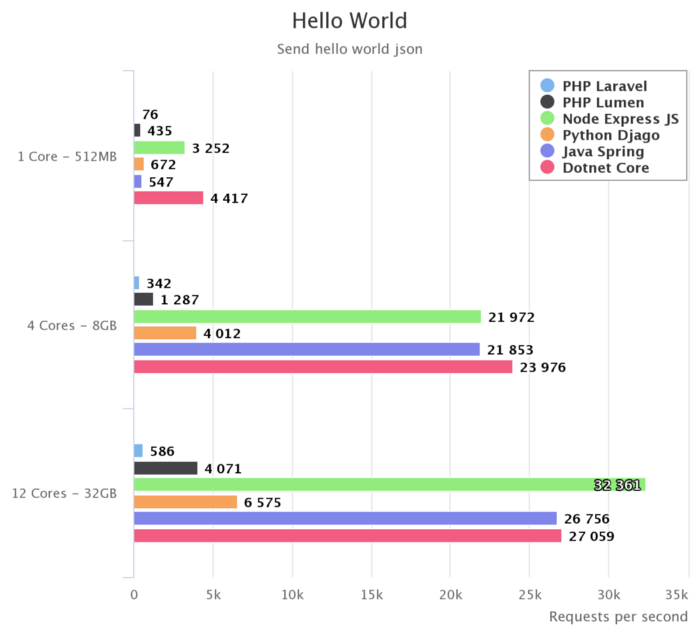 Hello World
Send hello world json
PHP Laravel
PHP Lumen
Node Express JS
Python Djago
Java Spring
Dotnet Core
1 Core - 512MB
76
435
3 252
672
547
4 417
4 Cores - 8GB
342
1 287
21 972
4 012
21 853
23 976
12 Cores - 32GB
586
4 071
32 361
6 575
26 756
27 059
0 5k 10k 15k 20k 25k 30k 35k
Requests per second